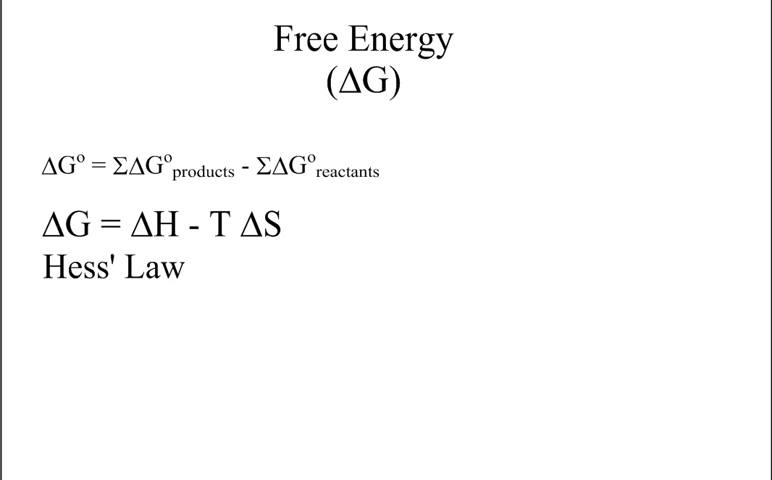 Free Energy
(ΔG)
ΔGº = ΣΔGºproducts - ΣΔGºreactants
ΔG = ΔH - T ΔS
Hess' Law